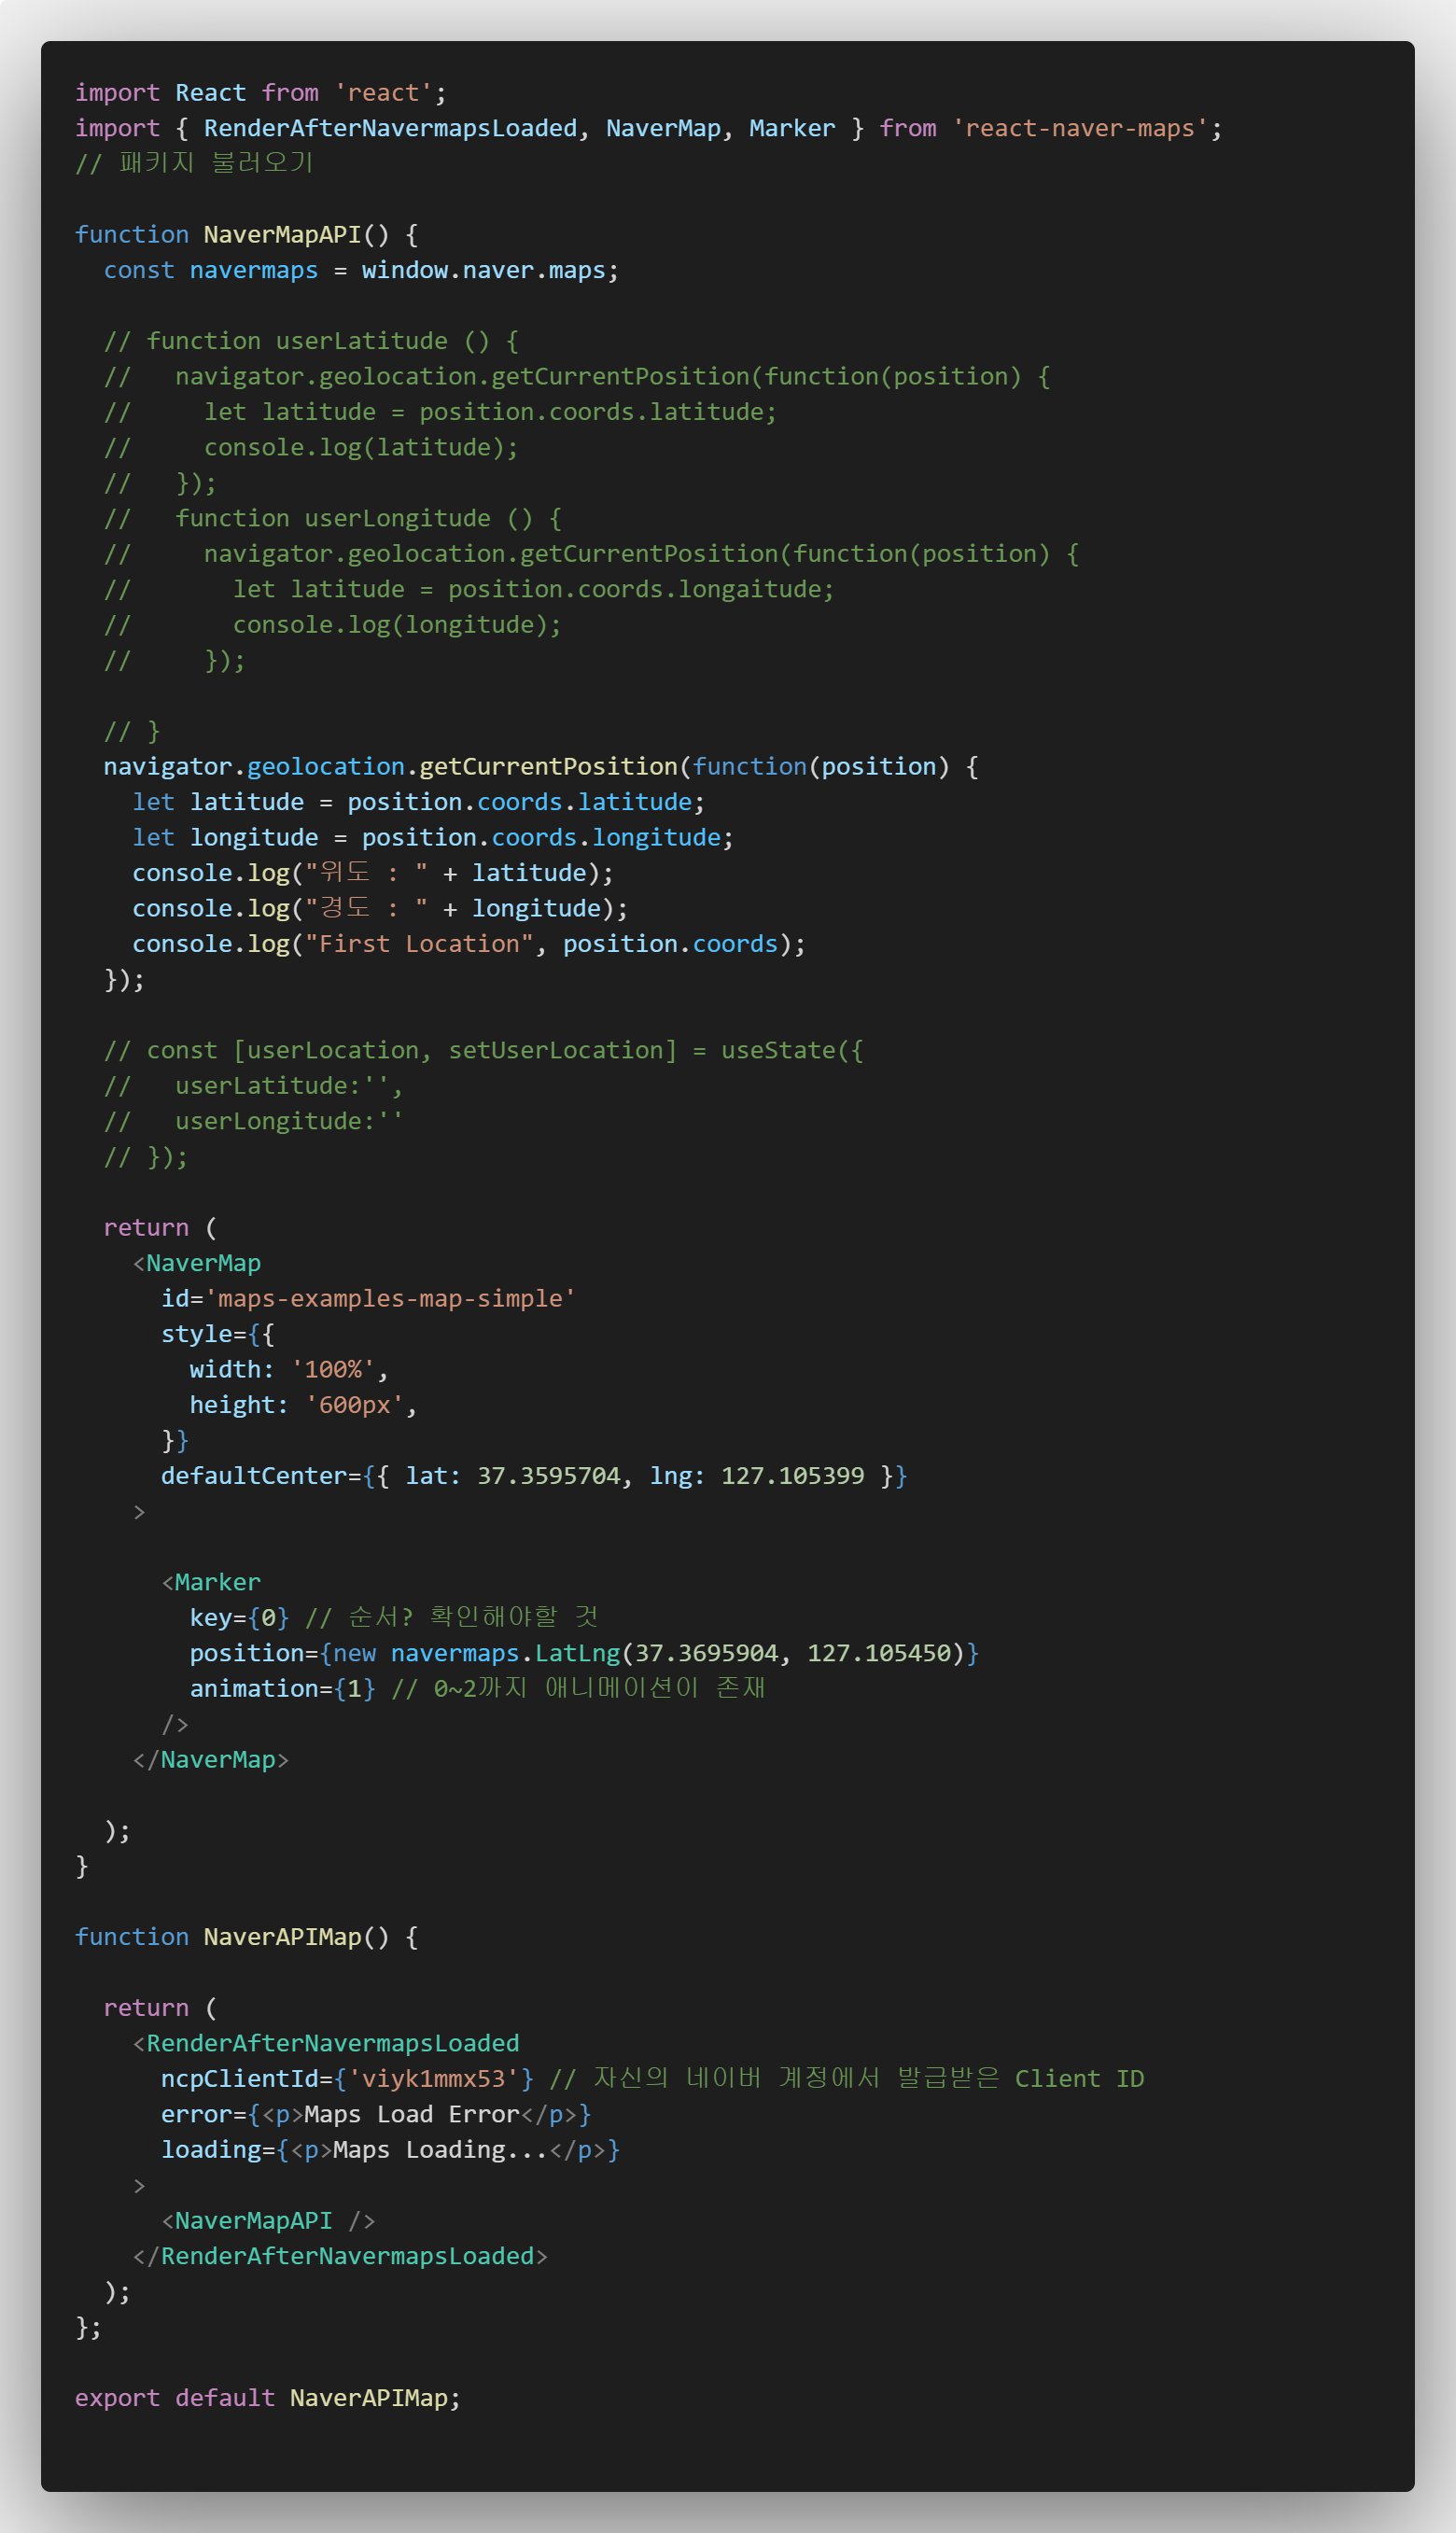 import React from 'react';
import { RenderAfterNavermapsLoaded, NaverMap, Marker } from 'react-naver-maps';
// 패키지 불러오기

function NaverMapAPI() {
  const navermaps = window.naver.maps;

  // function userLatitude () {
  //   navigator.geolocation.getCurrentPosition(function(position) {
  //     let latitude = position.coords.latitude;
  //     console.log(latitude);
  //   });
  //   function userLongitude () {
  //     navigator.geolocation.getCurrentPosition(function(position) {
  //       let latitude = position.coords.longaitude;
  //       console.log(longitude);
  //     });

  // }
  navigator.geolocation.getCurrentPosition(function(position) {
    let latitude = position.coords.latitude;
    let longitude = position.coords.longitude;
    console.log("위도 : " + latitude);
    console.log("경도 : " + longitude);
    console.log("First Location", position.coords);
  });

  // const [userLocation, setUserLocation] = useState({
  //   userLatitude:'',
  //   userLongitude:''
  // });

  return (
    <NaverMap
      id='maps-examples-map-simple'
      style={{
        width: '100%',
        height: '600px',
      }}
      defaultCenter={{ lat: 37.3595704, lng: 127.105399 }}
    >

      <Marker
        key={0} // 순서? 확인해야할 것
        position={new navermaps.LatLng(37.3695904, 127.105450)}
        animation={1} // 0~2까지 애니메이션이 존재
      />
    </NaverMap>

  );
}

function NaverAPIMap() {

  return (
    <RenderAfterNavermapsLoaded
      ncpClientId={'viyk1mmx53'} // 자신의 네이버 계정에서 발급받은 Client ID
      error={<p>Maps Load Error</p>}
      loading={<p>Maps Loading...</p>}
    >
      <NaverMapAPI />
    </RenderAfterNavermapsLoaded>
  );
};

export default NaverAPIMap;